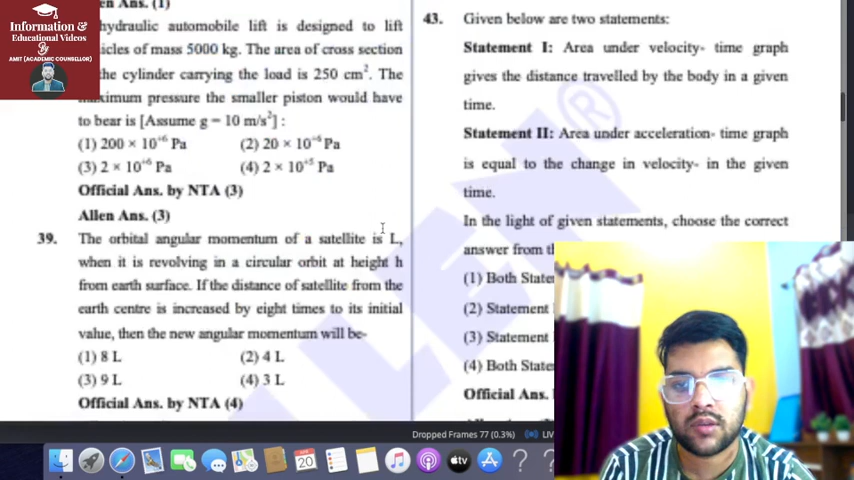 Information &
Educational Videos
By
AMIT (ACADEMIC COUNSELLOR)
Ans. (1)
hydraulic automobile lift is designed to lift
icles of mass 5000 kg. The area of cross section
the cylinder carrying the load is 250 cm². The
ximum pressure the smaller piston would have
to bear is [Assume g = 10 m/s²] :
(1) 200 × 10⁺⁶ Pa (2) 20 × 10⁺⁶ Pa
(3) 2 × 10⁺⁶ Pa (4) 2 × 10⁺⁵ Pa
Official Ans. by NTA (3)
Allen Ans. (3)
39. The orbital angular momentum of a satellite is L,
when it is revolving in a circular orbit at height h
from earth surface. If the distance of satellite from the
earth centre is increased by eight times to its initial
value, then the new angular momentum will be-
(1) 8 L (2) 4 L
(3) 9 L (4) 3 L
Official Ans. by NTA (4)
43. Given below are two statements:
Statement I: Area under velocity- time graph
gives the distance travelled by the body in a given
time.
Statement II: Area under acceleration- time graph
is equal to the change in velocity- in the given
time.
In the light of given statements, choose the correct
answer from
(1) Both State
(2) Statement
(3) Statement
(4) Both State
Official Ans.
ALLEN®
Dropped Frames 77 (0.3%) LIV
20
tv